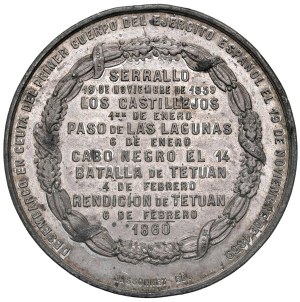 DESEMBARCO EN CEUTA DEL PRIMER CUERPO DEL EJERCITO ESPAÑOL EL 19 DE NOVIEMBRE DE 1859
SERRALLO
19 DE NOVIEMBRE DE 1859
LOS CASTILLEJOS
1ERO DE ENERO
PASO DE LAS LAGUNAS
6 DE ENERO
CABO NEGRO EL 14
BATALLA DE TETUAN
4 DE FEBRERO
RENDICION DE TETUAN
6 DE FEBRERO
1860